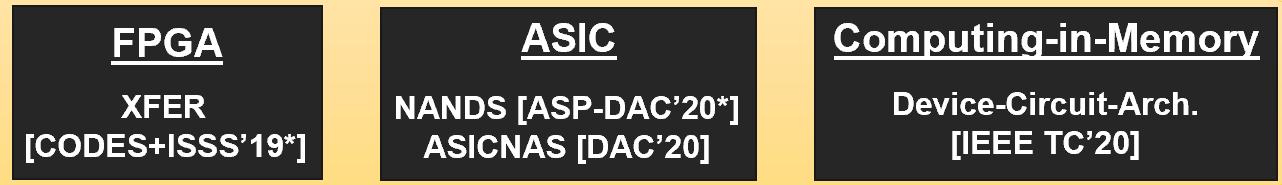 FPGA
XFER
[CODES+ISSS’19*]
ASIC
NANDS [ASP-DAC’20*]
ASICNAS [DAC’20]
Computing-in-Memory
Device-Circuit-Arch.
[IEEE TC’20]